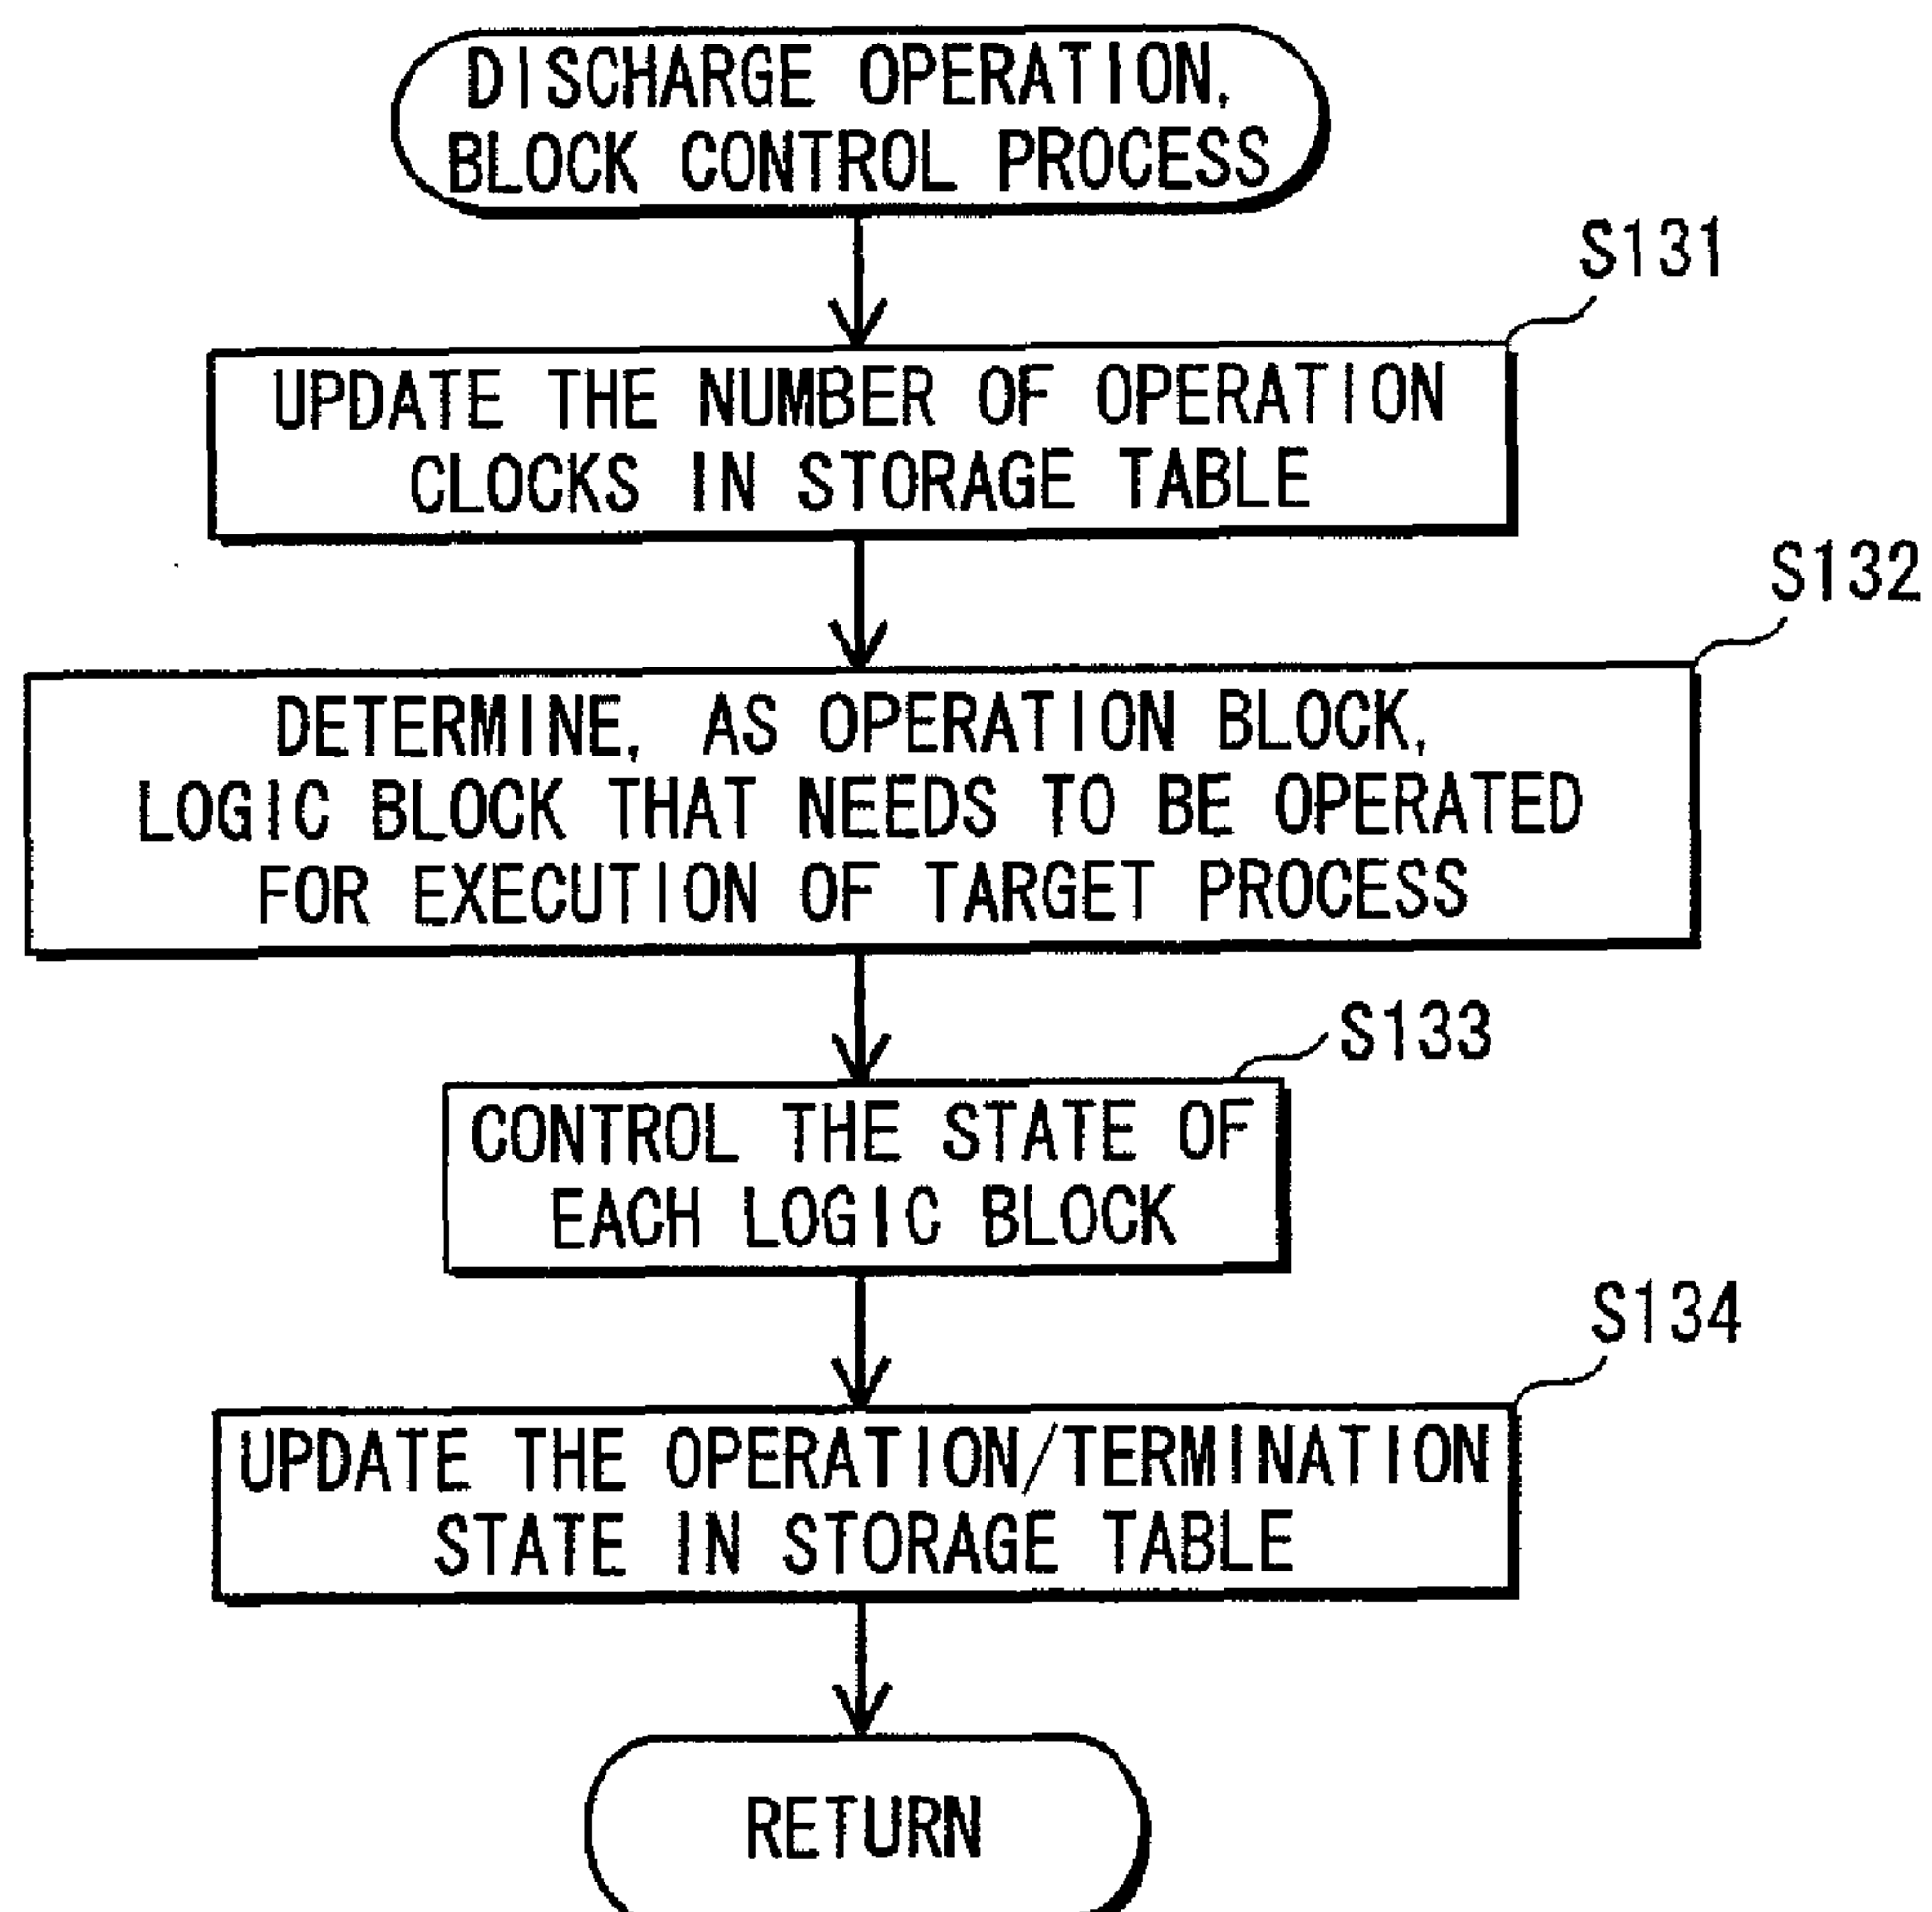 DISCHARGE OPERATION,
BLOCK CONTROL PROCESS
S131
UPDATE THE NUMBER OF OPERATION
CLOCKS IN STORAGE TABLE
S132
DETERMINE, AS OPERATION BLOCK,
LOGIC BLOCK THAT NEEDS TO BE OPERATED
FOR EXECUTION OF TARGET PROCESS
S133
CONTROL THE STATE OF
EACH LOGIC BLOCK
S134
UPDATE THE OPERATION/TERMINATION
STATE IN STORAGE TABLE
RETURN